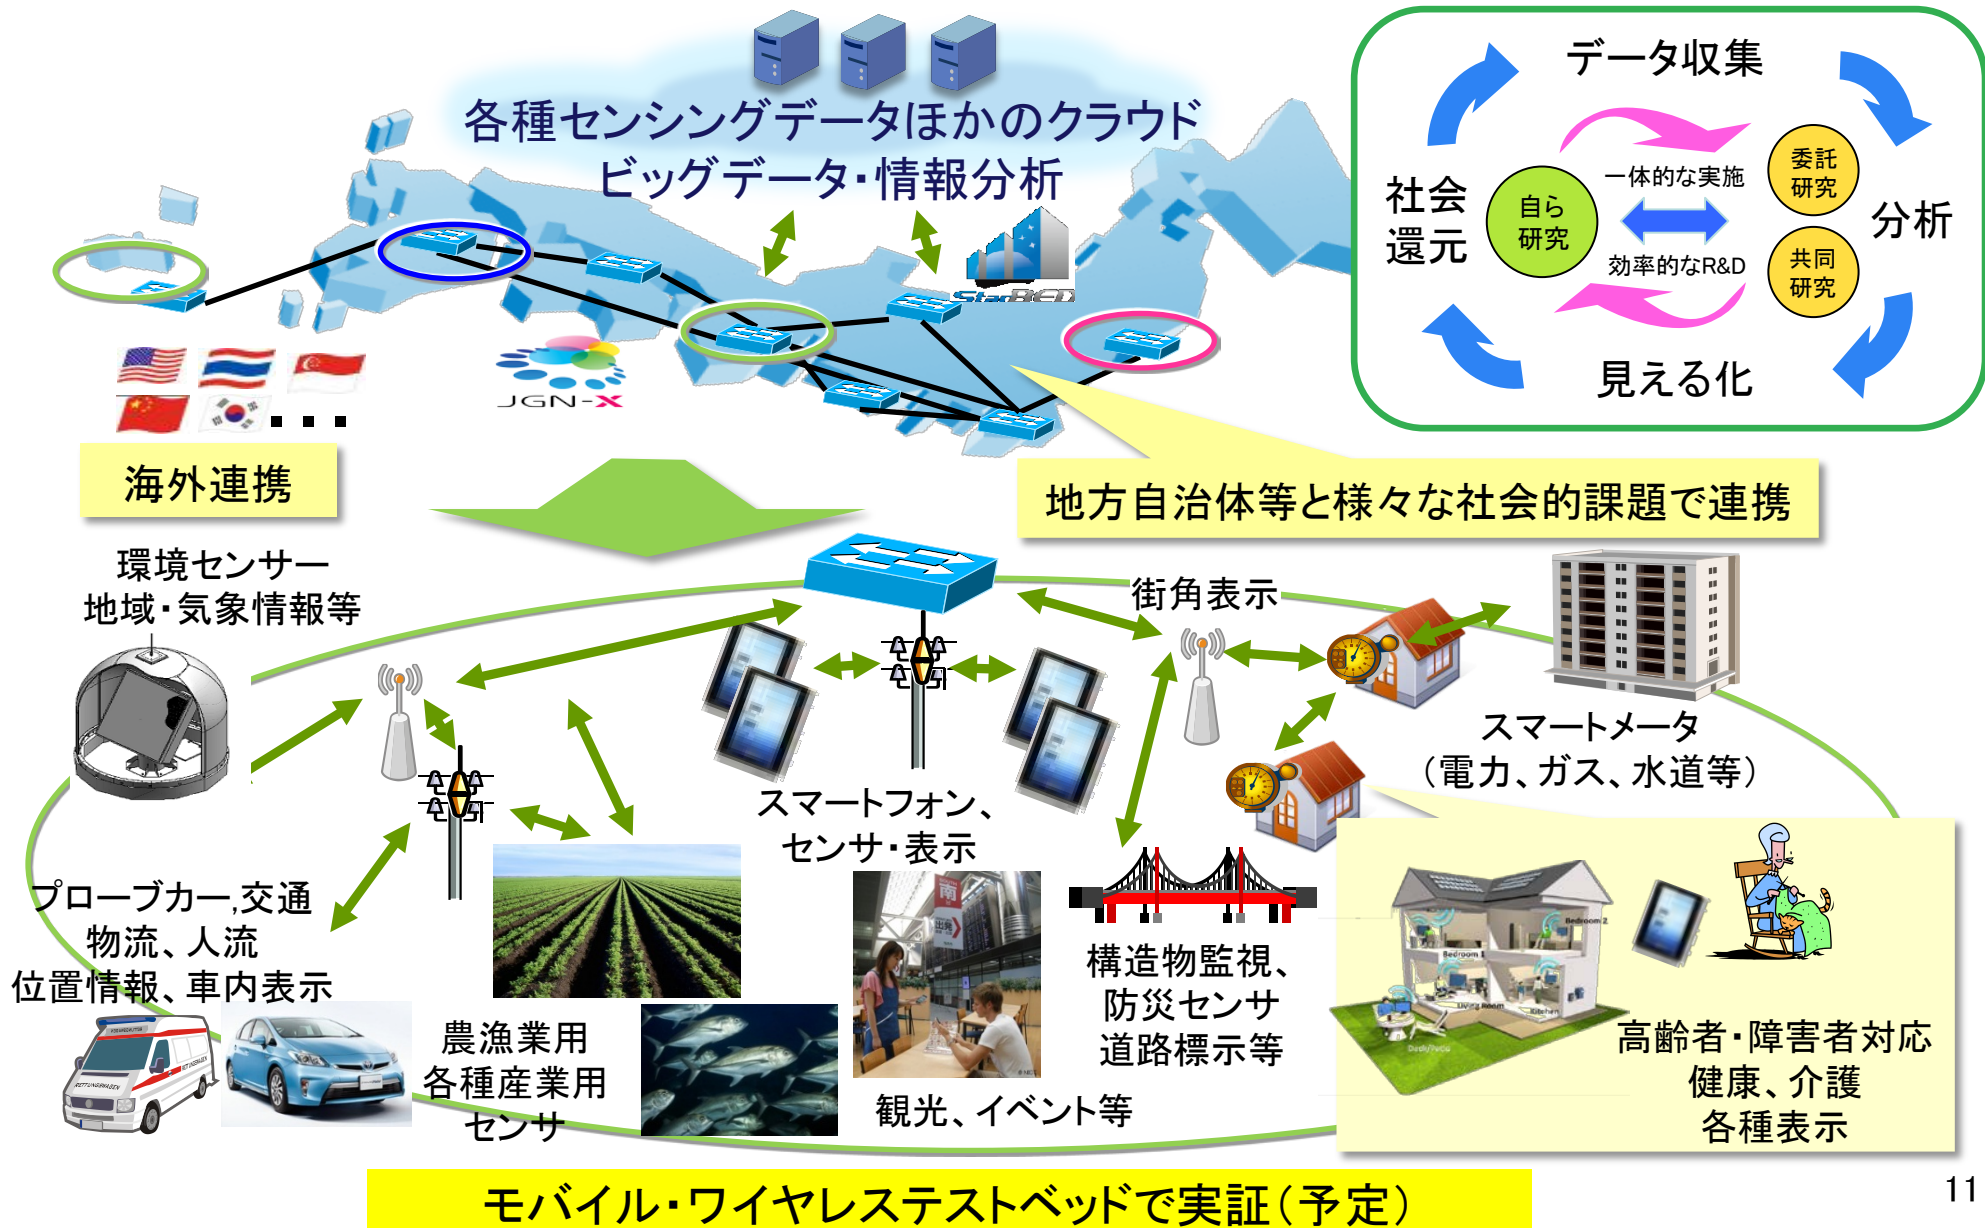 各種センシングデータほかのクラウド
ビッグデータ・情報分析
StarBED
JGN-X
海外連携
地方自治体等と様々な社会的課題で連携
データ収集
分析
見える化
社会
還元
自ら
研究
一体的な実施
効率的なR&D
委託
研究
共同
研究
環境センサー
地域・気象情報等
街角表示
スマートメータ
（電力、ガス、水道等）
スマートフォン、
センサ・表示
プローブカー,交通
物流、人流
位置情報、車内表示
農漁業用
各種産業用
センサ
南
出発
観光、イベント等
構造物監視、
防災センサ
道路標示等
Bedroom 2
Bedroom 1
Living Room
Kitchen
高齢者・障害者対応
健康、介護
各種表示
RETTUNGSWAGEN
モバイル・ワイヤレステストベッドで実証（予定）
11